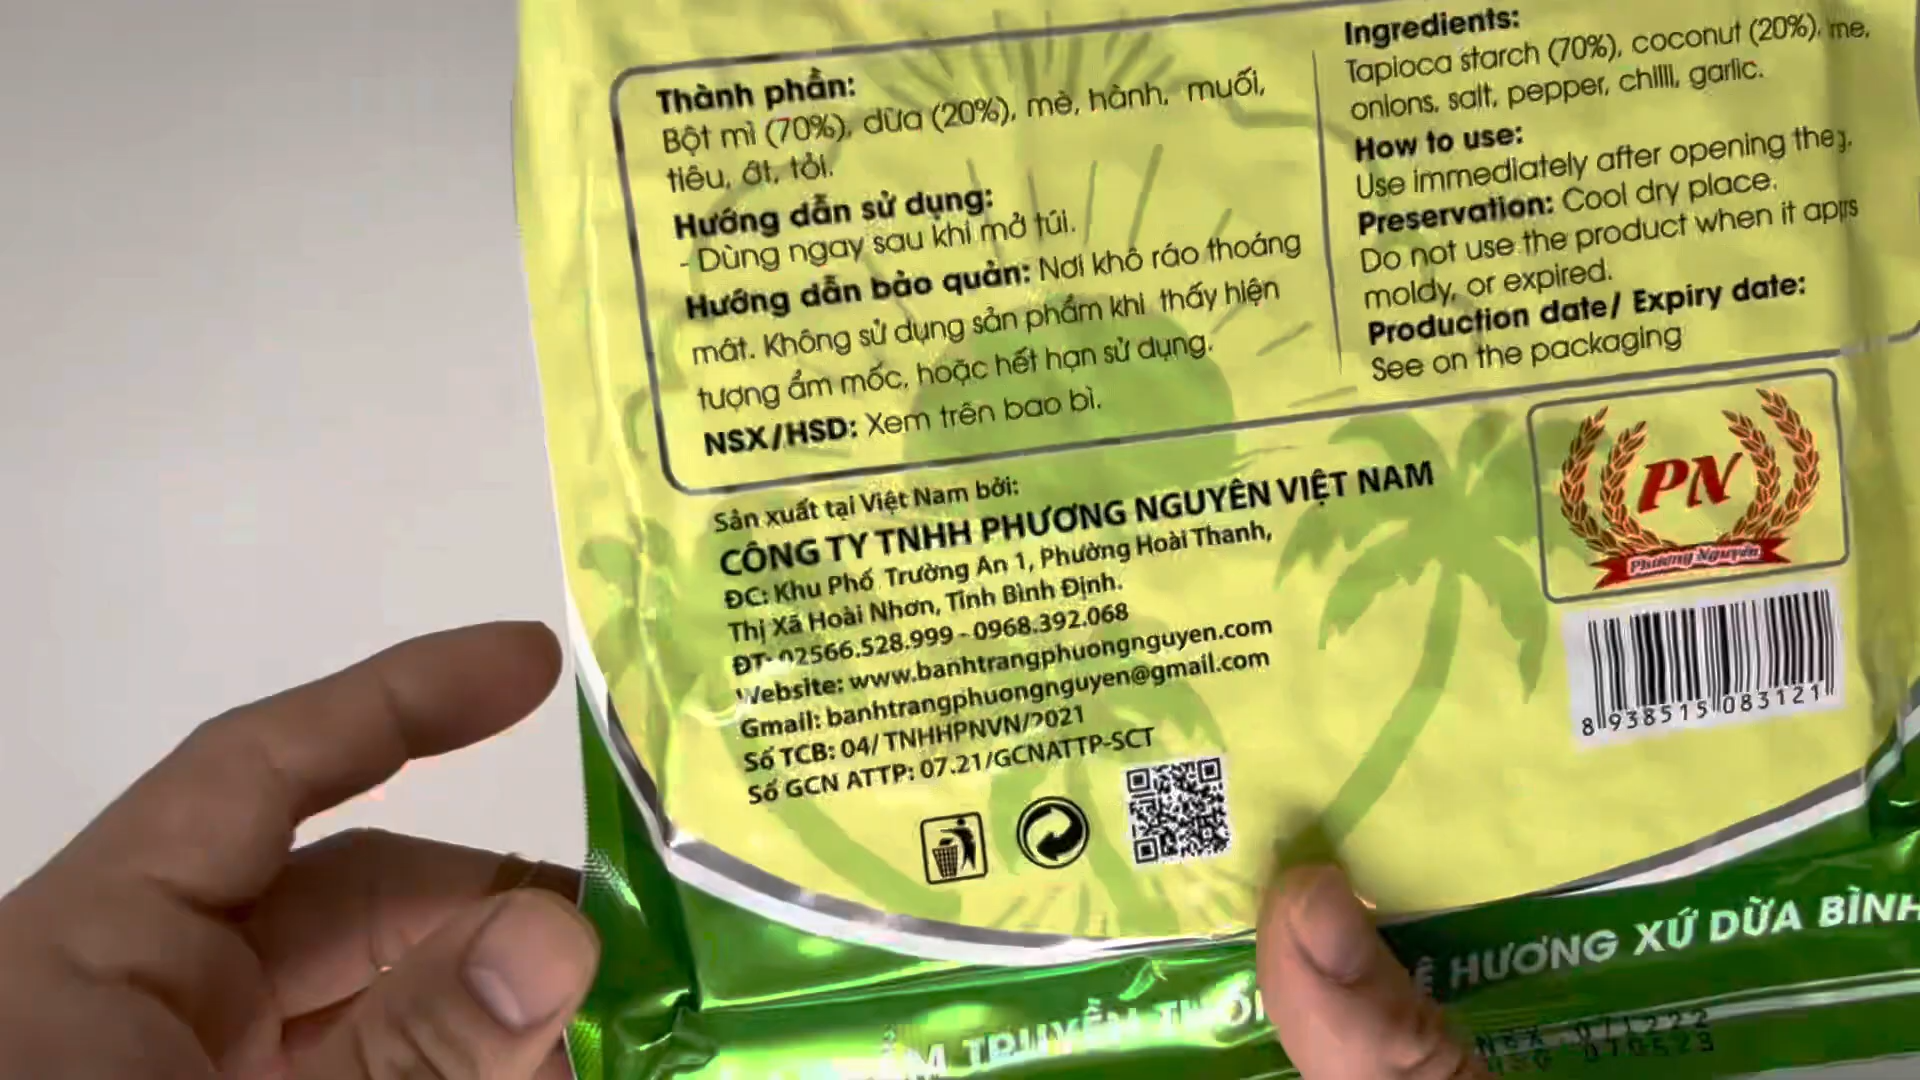 Thành phần:
Bột mì (70%), dừa (20%), mè, hành, muối,
tiêu, ớt, tỏi.
Hướng dẫn sử dụng:
- Dùng ngay sau khi mở túi.
Hướng dẫn bảo quản: Nơi khô ráo thoáng
mát. Không sử dụng sản phẩm khi thấy hiện
tượng ẩm mốc, hoặc hết hạn sử dụng.
NSX/HSD: Xem trên bao bì.
Ingredients:
Tapioca starch (70%), coconut (20%), me,
onions, salt, pepper, chilli, garlic.
How to use:
Use immediately after opening the
Preservation: Cool dry place.
Do not use the product when it
moldy, or expired.
Production date/ Expiry date:
See on the packaging
Sản xuất tại Việt Nam bởi:
CÔNG TY TNHH PHƯƠNG NGUYÊN VIỆT NAM
ĐC: Khu Phố Trường An 1, Phường Hoài Thanh,
Thị Xã Hoài Nhơn, Tỉnh Bình Định.
ĐT: 02566.528.999 - 0968.392.068
Website: www.banhtrangphuongnguyen.com
Gmail: banhtrangphuongnguyen@gmail.com
Số TCB: 04/ TNHHPNVN/2021
Số GCN ATTP: 07.21/GCNATTP-SCT
PN
Phương Nguyên
8 938515 083121
HƯƠNG XỨ DỪA BÌNH
TRUYỀN
NSX 071222
HSD 070523